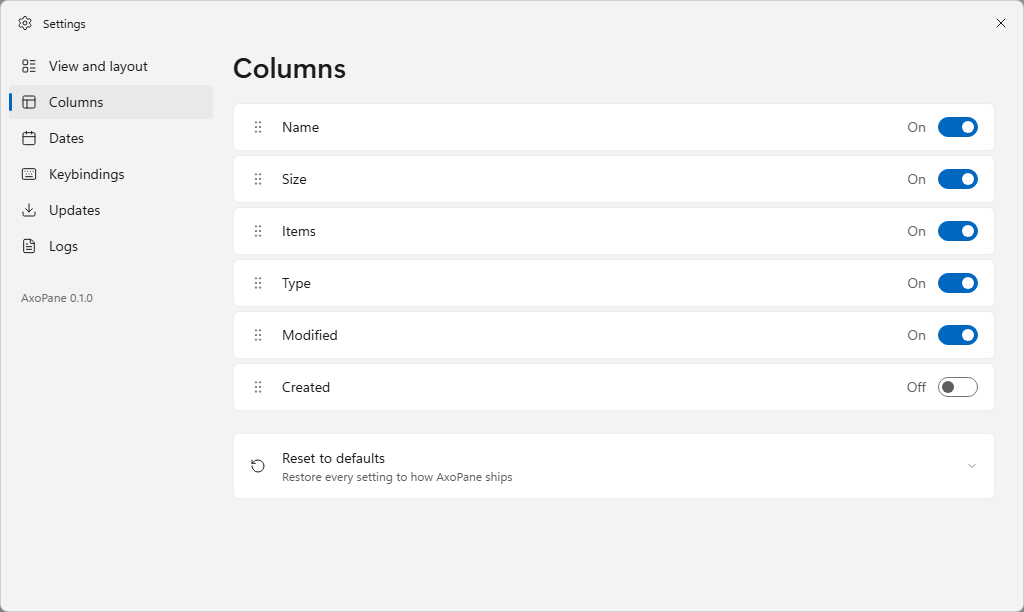 Settings
View and layout
Columns
Dates
Keybindings
Updates
Logs
AxoPane 0.1.0
Columns
Name On
Size On
Items On
Type On
Modified On
Created Off
Reset to defaults
Restore every setting to how AxoPane ships